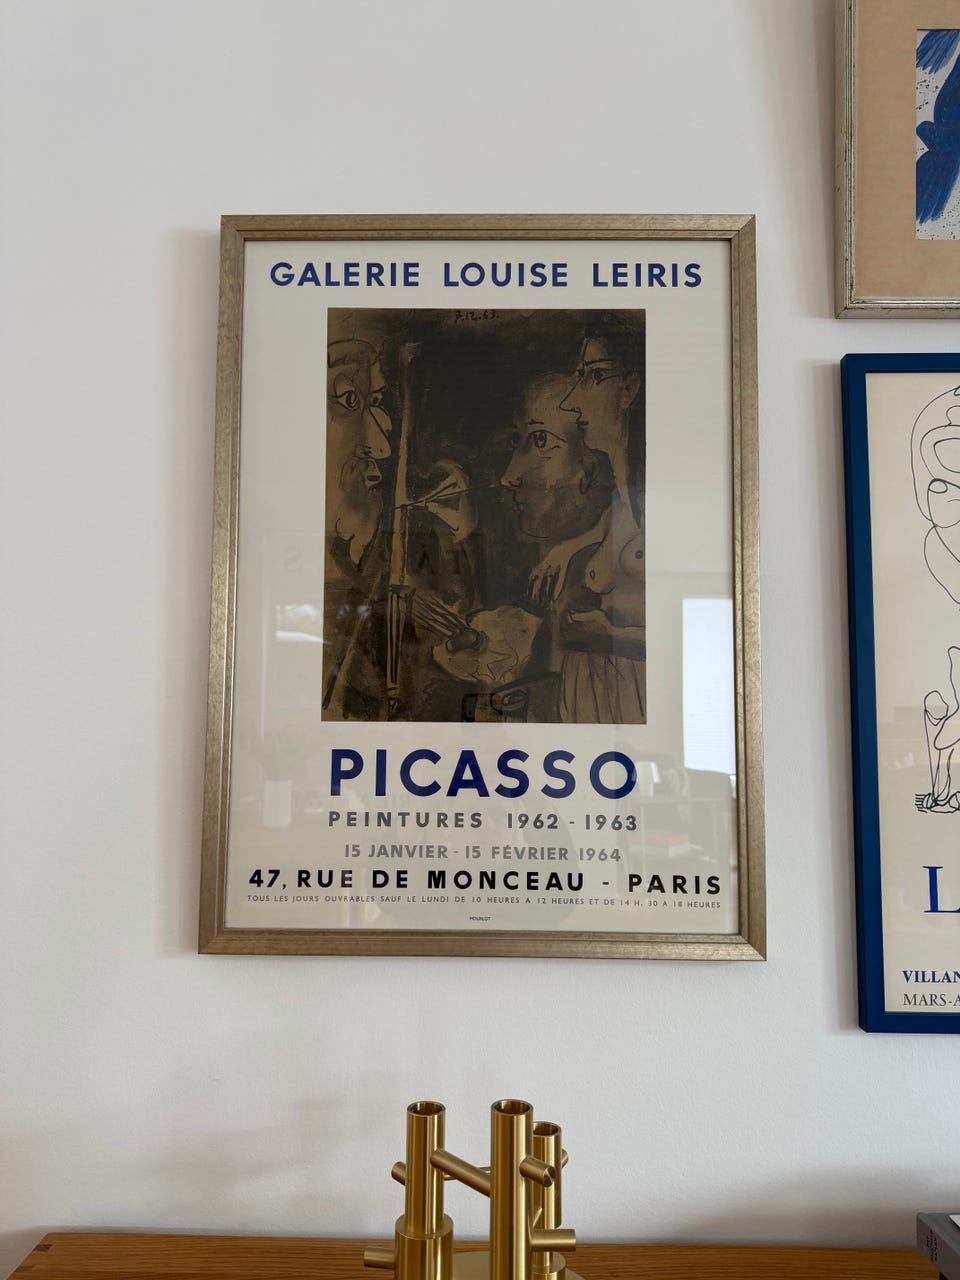 GALERIE LOUISE LEIRIS
7.12.63.
PICASSO
PEINTURES 1962 - 1963
15 JANVIER - 15 FÉVRIER 1964
47, RUE DE MONCEAU - PARIS
TOUS LES JOURS OUVRABLES SAUF LE LUNDI DE 10 HEURES A 12 HEURES ET DE 14 H. 30 A 18 HEURES
MOURLOT
L
VILLAN
MARS-A